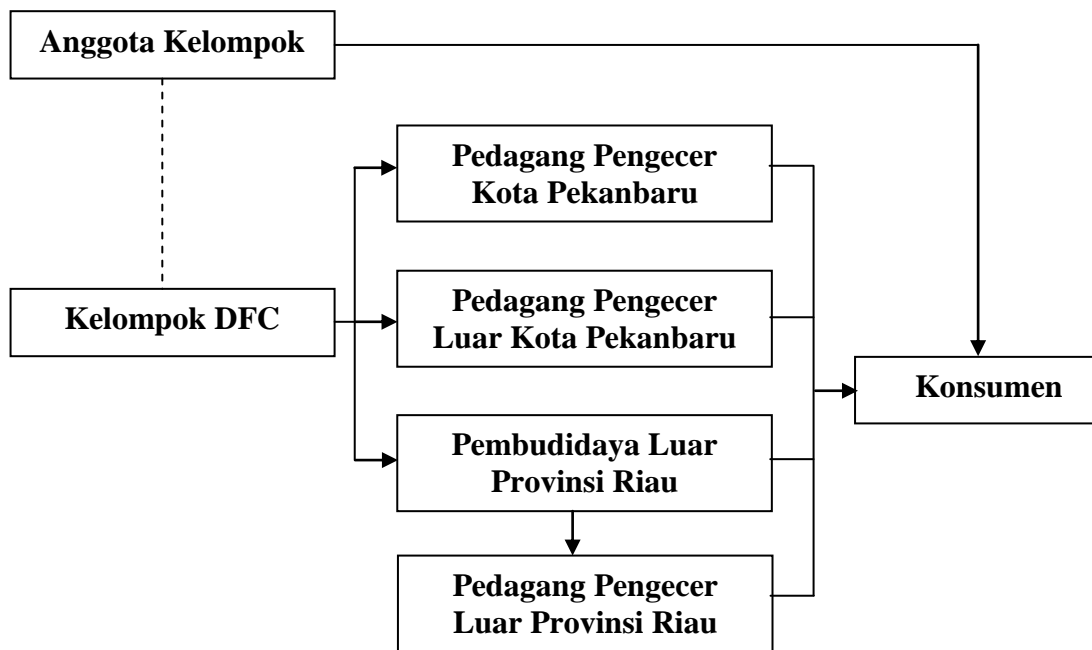 Anggota Kelompok
Pedagang Pengecer
Kota Pekanbaru
Kelompok DFC
Pedagang Pengecer
Luar Kota Pekanbaru
Konsumen
Pembudidaya Luar
Provinsi Riau
Pedagang Pengecer
Luar Provinsi Riau